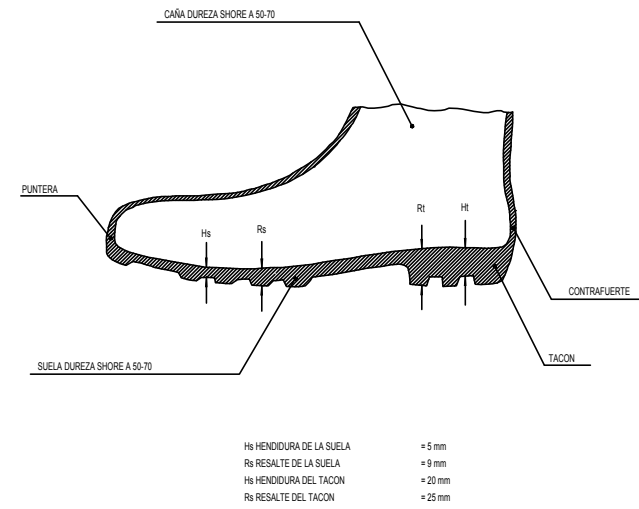 CAÑA DUREZA SHORE A 50-70
PUNTERA
Hs
Rs
Rt
Ht
CONTRAFUERTE
TACON
SUELA DUREZA SHORE A 50-70
Hs HENDIDURA DE LA SUELA = 5 mm
Rs RESALTE DE LA SUELA = 9 mm
Hs HENDIDURA DEL TACON = 20 mm
Rs RESALTE DEL TACON = 25 mm